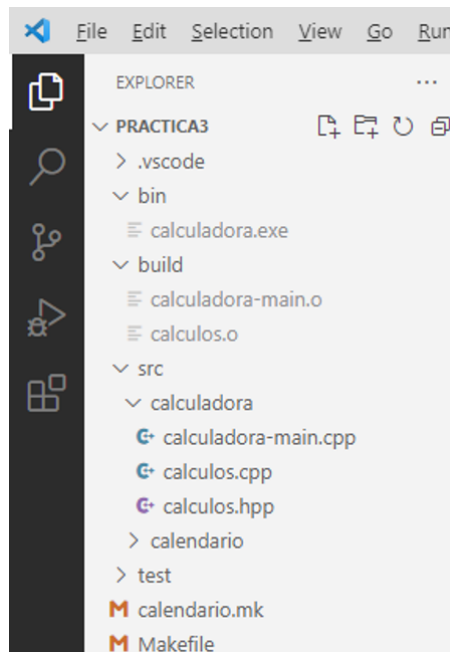 File Edit Selection View Go Run
EXPLORER
PRACTICA3
.vscode
bin
calculadora.exe
build
calculadora-main.o
calculos.o
src
calculadora
calculadora-main.cpp
calculos.cpp
calculos.hpp
calendario
test
calendario.mk
Makefile